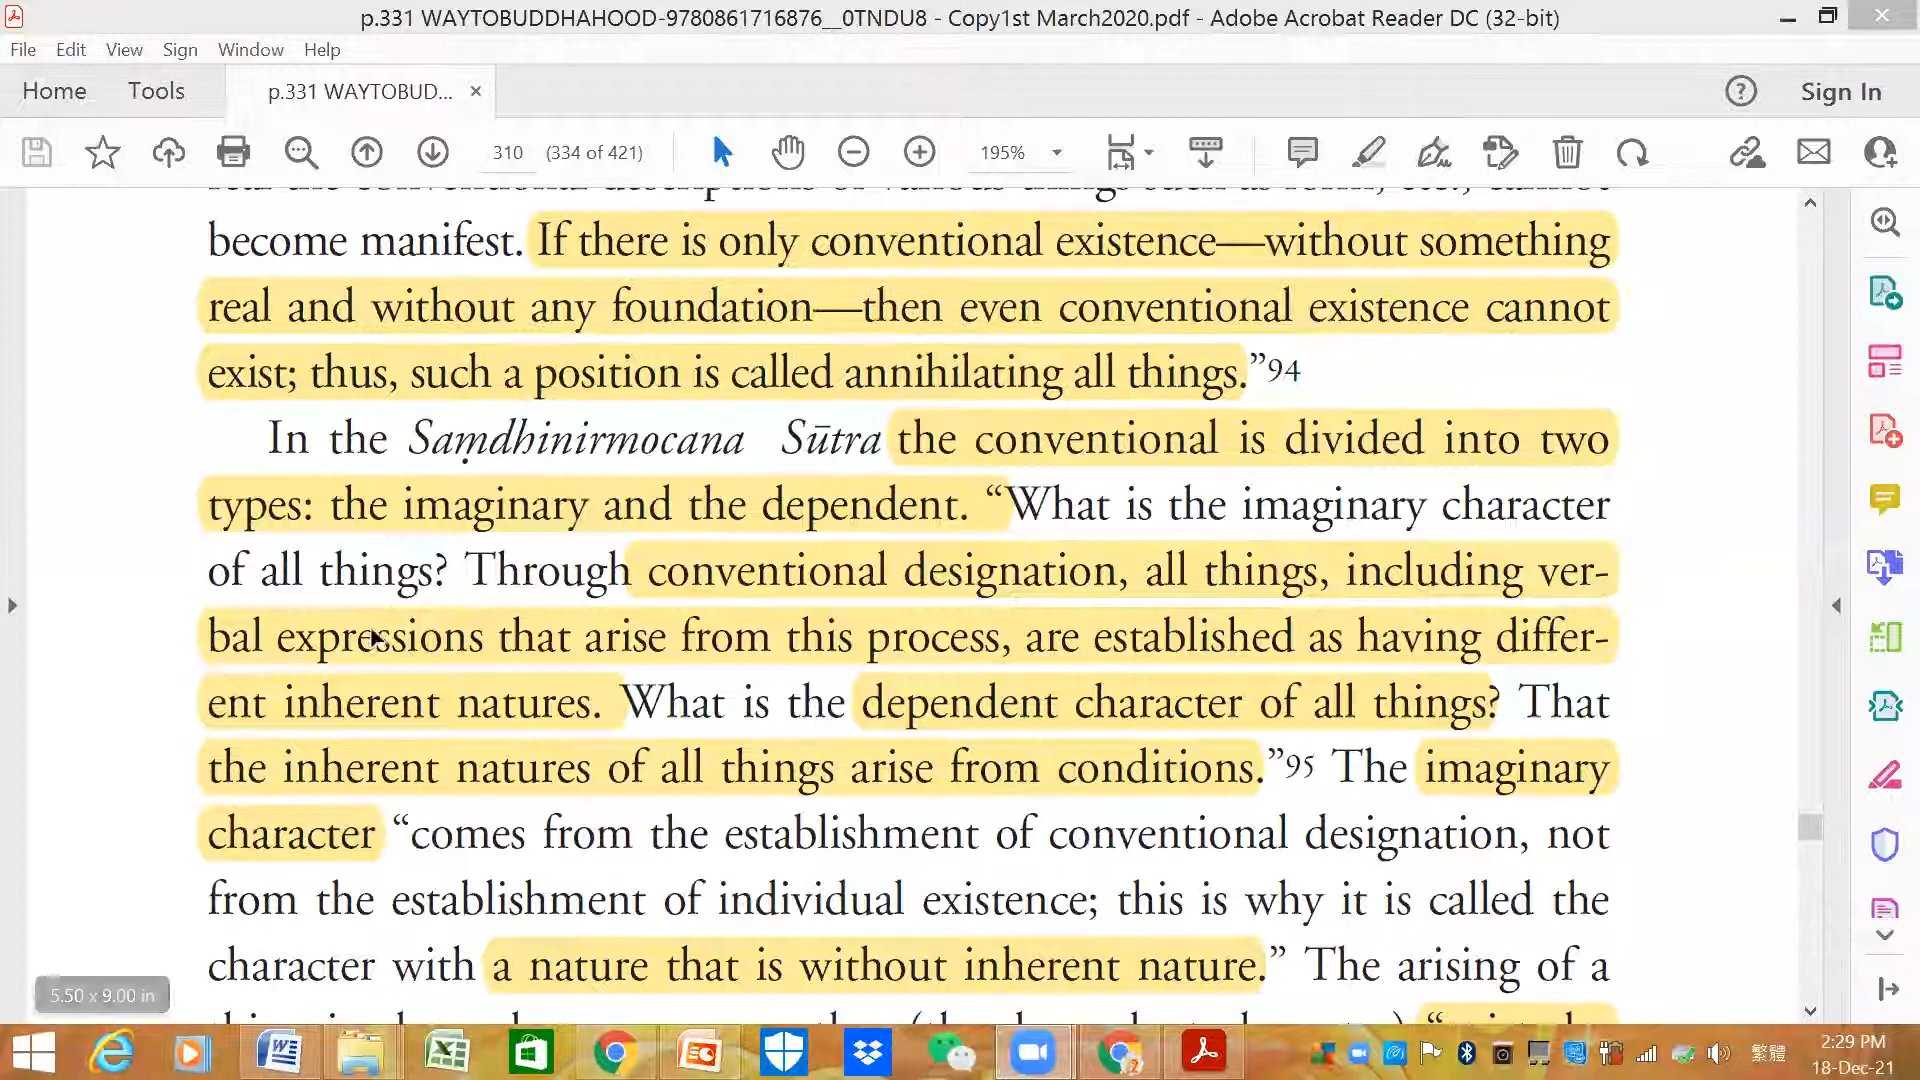 p.331 WAYTOBUDDHAHOOD-9780861716876__0TNDU8 - Copy1st March2020.pdf - Adobe Acrobat Reader DC (32-bit)
File Edit View Sign Window Help
Home Tools p.331 WAYTOBUD... × Sign In
310 (334 of 421) 195%
become manifest. If there is only conventional existence—without something
real and without any foundation—then even conventional existence cannot
exist; thus, such a position is called annihilating all things.”94
In the Saṃdhinirmocana Sūtra the conventional is divided into two
types: the imaginary and the dependent. “What is the imaginary character
of all things? Through conventional designation, all things, including ver-
bal expressions that arise from this process, are established as having differ-
ent inherent natures. What is the dependent character of all things? That
the inherent natures of all things arise from conditions.”95 The imaginary
character “comes from the establishment of conventional designation, not
from the establishment of individual existence; this is why it is called the
character with a nature that is without inherent nature.” The arising of a
5.50 x 9.00 in
繁體
2:29 PM
18-Dec-21